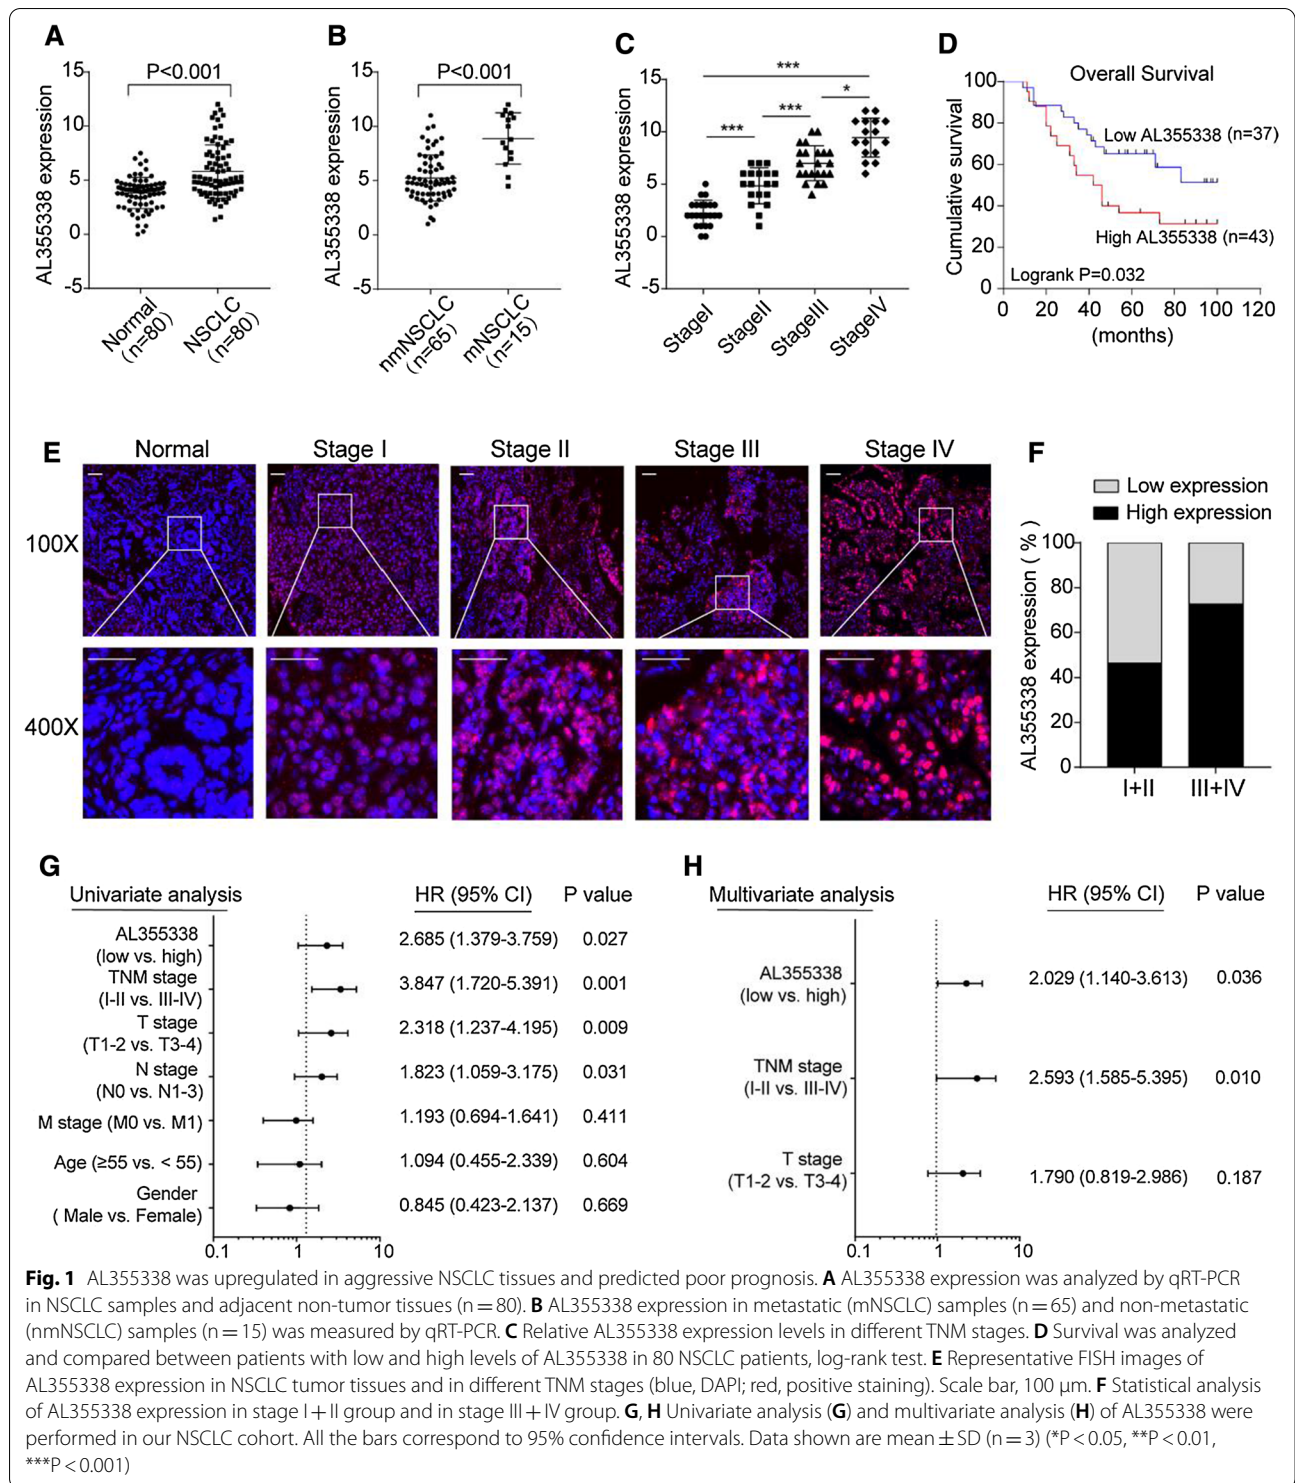 A
AL355338 expression
15
10
5
0
-5
P<0.001
Normal
(n=80)
NSCLC
(n=80)
B
AL355338 expression
15
10
5
0
-5
P<0.001
nmNSCLC
(n=65)
mNSCLC
(n=15)
C
AL355338 expression
15
10
5
0
-5
***
***
***
*
StageI
StageII
StageIII
StageIV
D
Overall Survival
Cumulative survival
100
80
60
40
20
0
Low AL355338 (n=37)
High AL355338 (n=43)
Logrank P=0.032
0 20 40 60 80 100 120
(months)
E
Normal Stage I Stage II Stage III Stage IV
100X
400X
F
Low expression
High expression
AL355338 expression ( % )
100
80
60
40
20
0
I+II III+IV
G
Univariate analysis HR (95% CI) P value
AL355338
(low vs. high) 2.685 (1.379-3.759) 0.027
TNM stage
(I-II vs. III-IV) 3.847 (1.720-5.391) 0.001
T stage
(T1-2 vs. T3-4) 2.318 (1.237-4.195) 0.009
N stage
(N0 vs. N1-3) 1.823 (1.059-3.175) 0.031
M stage (M0 vs. M1) 1.193 (0.694-1.641) 0.411
Age (≥55 vs. < 55) 1.094 (0.455-2.339) 0.604
Gender
( Male vs. Female) 0.845 (0.423-2.137) 0.669
0.1 1 10
H
Multivariate analysis HR (95% CI) P value
AL355338
(low vs. high) 2.029 (1.140-3.613) 0.036
TNM stage
(I-II vs. III-IV) 2.593 (1.585-5.395) 0.010
T stage
(T1-2 vs. T3-4) 1.790 (0.819-2.986) 0.187
0.1 1 10
Fig. 1 AL355338 was upregulated in aggressive NSCLC tissues and predicted poor prognosis. A AL355338 expression was analyzed by qRT-PCR
in NSCLC samples and adjacent non-tumor tissues (n = 80). B AL355338 expression in metastatic (mNSCLC) samples (n = 65) and non-metastatic
(nmNSCLC) samples (n = 15) was measured by qRT-PCR. C Relative AL355338 expression levels in different TNM stages. D Survival was analyzed
and compared between patients with low and high levels of AL355338 in 80 NSCLC patients, log-rank test. E Representative FISH images of
AL355338 expression in NSCLC tumor tissues and in different TNM stages (blue, DAPI; red, positive staining). Scale bar, 100 µm. F Statistical analysis
of AL355338 expression in stage I + II group and in stage III + IV group. G, H Univariate analysis (G) and multivariate analysis (H) of AL355338 were
performed in our NSCLC cohort. All the bars correspond to 95% confidence intervals. Data shown are mean ± SD (n = 3) (*P < 0.05, **P < 0.01,
***P < 0.001)